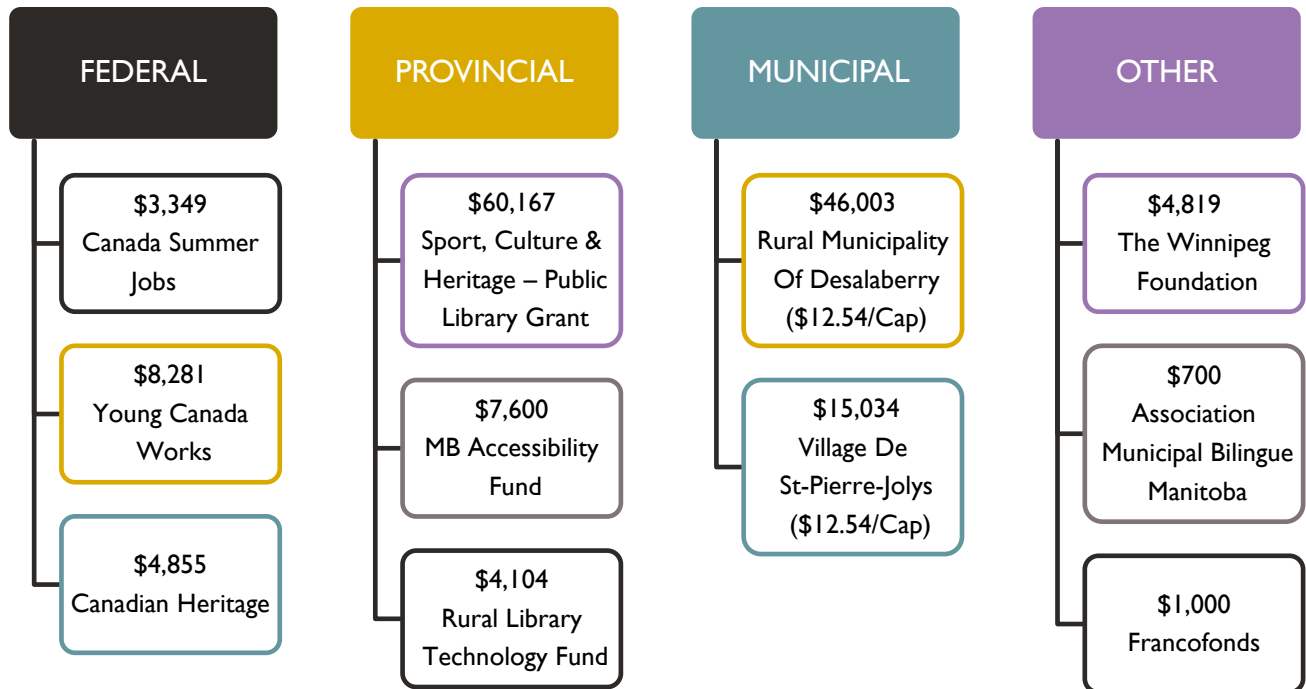 FEDERAL
$3,349
Canada Summer
Jobs
$8,281
Young Canada
Works
$4,855
Canadian Heritage
PROVINCIAL
$60,167
Sport, Culture &
Heritage – Public
Library Grant
$7,600
MB Accessibility
Fund
$4,104
Rural Library
Technology Fund
MUNICIPAL
$46,003
Rural Municipality
Of Desalaberry
($12.54/Cap)
$15,034
Village De
St-Pierre-Jolys
($12.54/Cap)
OTHER
$4,819
The Winnipeg
Foundation
$700
Association
Municipal Bilingue
Manitoba
$1,000
Francofonds